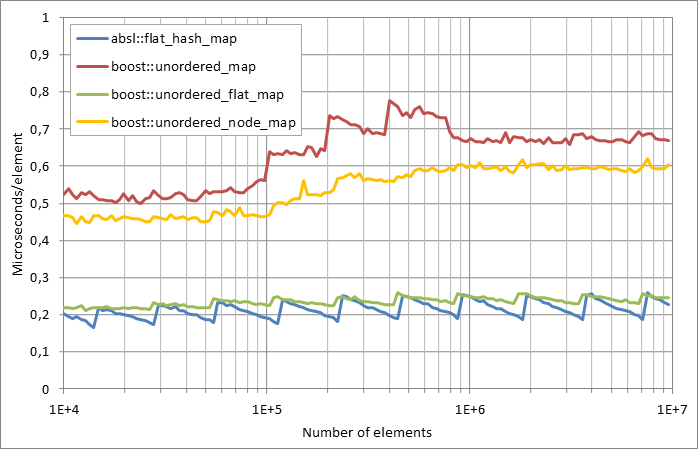 1
0,9
0,8
0,7
0,6
0,5
0,4
0,3
0,2
0,1
0
Microseconds/element
absl::flat_hash_map
boost::unordered_map
boost::unordered_flat_map
boost::unordered_node_map
1E+4
1E+5
1E+6
1E+7
Number of elements